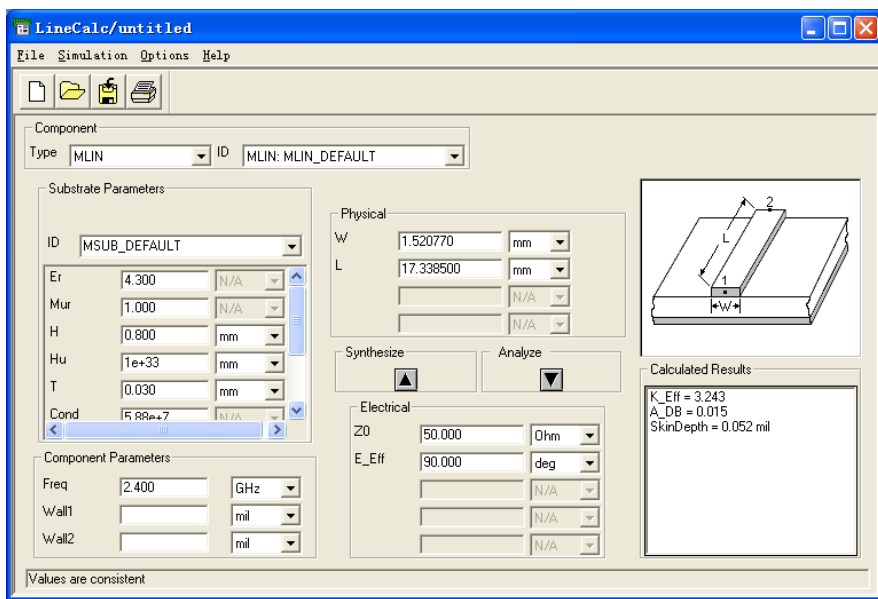 LineCalc/untitled
File Simulation Options Help
Component
Type MLIN ID MLIN: MLIN_DEFAULT
Substrate Parameters
ID MSUB_DEFAULT
Er 4.300 N/A
Mur 1.000 N/A
H 0.800 mm
Hu 1e+33 mm
T 0.030 mm
Cond 5.88e+7 N/A
Component Parameters
Freq 2.400 GHz
Wall1 mil
Wall2 mil
Physical
W 1.520770 mm
L 17.338500 mm
N/A
N/A
Synthesize Analyze
Electrical
Z0 50.000 Ohm
E_Eff 90.000 deg
N/A
N/A
N/A
2
L
1
W
Calculated Results
K_Eff = 3.243
A_DB = 0.015
SkinDepth = 0.052 mil
Values are consistent